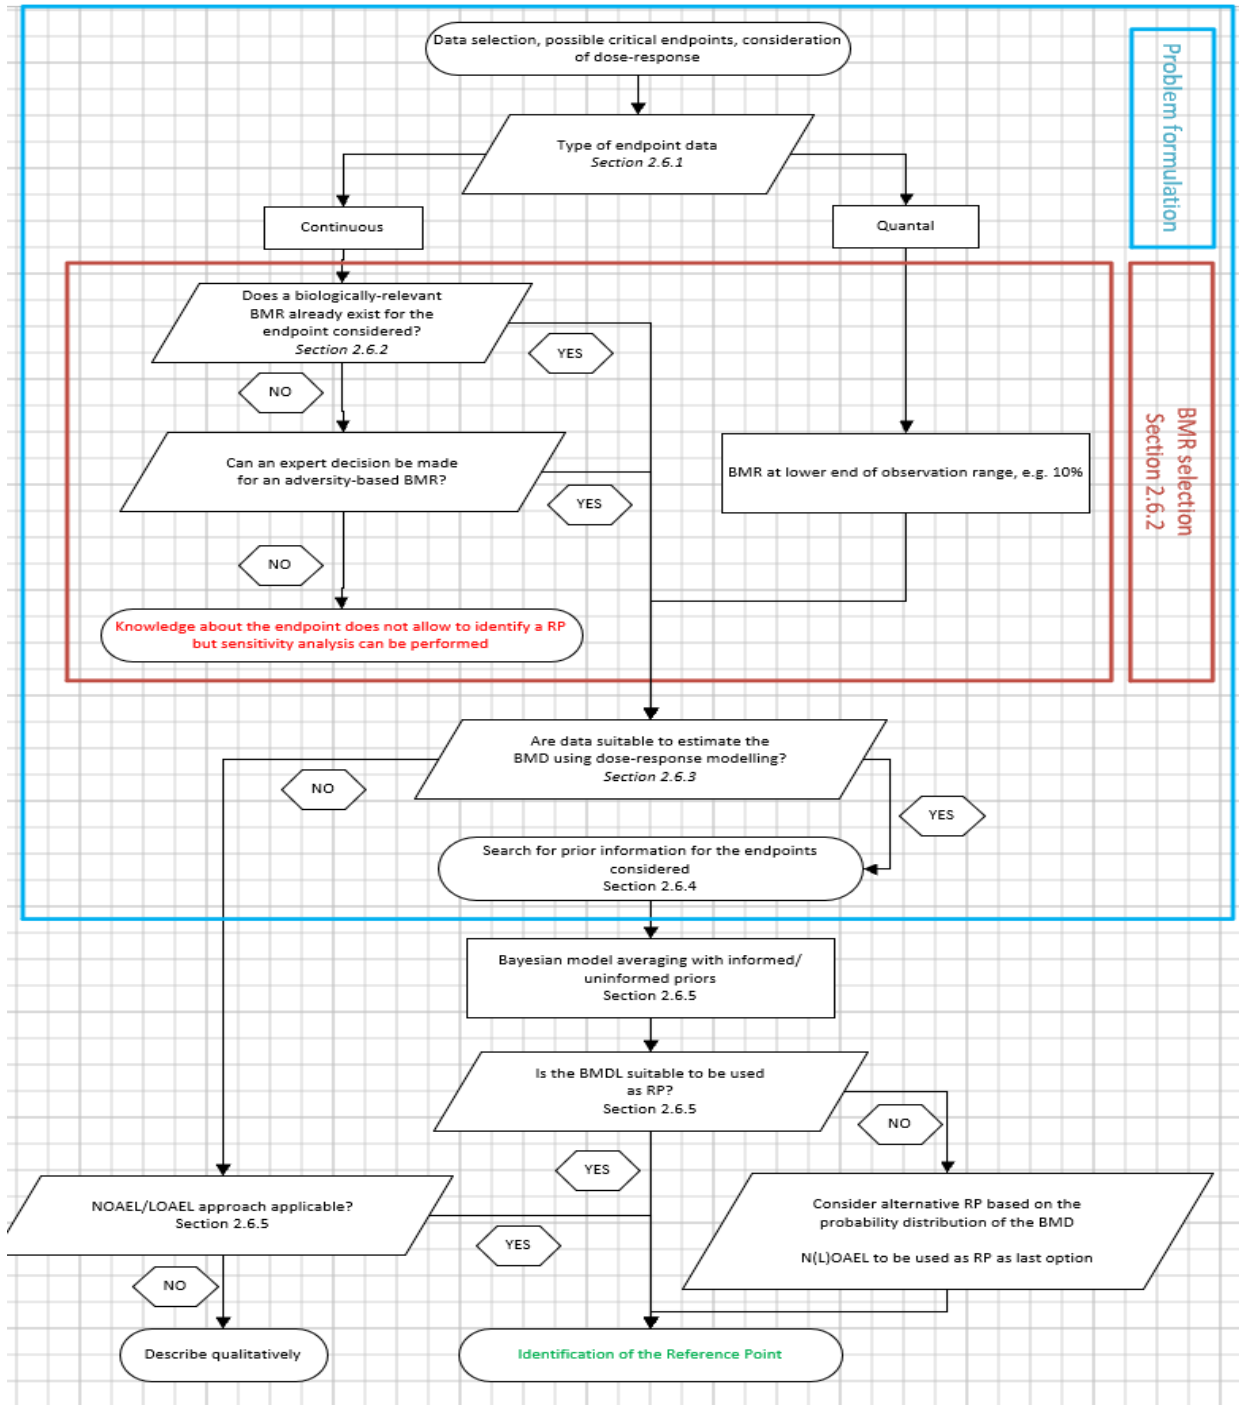 Data selection, possible critical endpoints, consideration
of dose-response
Problem formulation
Type of endpoint data
Section 2.6.1
Continuous
Quantal
Does a biologically-relevant
BMR already exist for the
endpoint considered?
Section 2.6.2
YES
NO
BMR selection
Section 2.6.2
Can an expert decision be made
for an adversity-based BMR?
BMR at lower end of observation range, e.g. 10%
YES
NO
Knowledge about the endpoint does not allow to identify a RP
but sensitivity analysis can be performed
Are data suitable to estimate the
BMD using dose-response modelling?
Section 2.6.3
NO
YES
Search for prior information for the endpoints
considered
Section 2.6.4
Bayesian model averaging with informed/
uninformed priors
Section 2.6.5
Is the BMDL suitable to be used
as RP?
Section 2.6.5
NO
YES
NOAEL/LOAEL approach applicable?
Section 2.6.5
Consider alternative RP based on the
probability distribution of the BMD
N(L)OAEL to be used as RP as last option
YES
NO
Describe qualitatively
Identification of the Reference Point